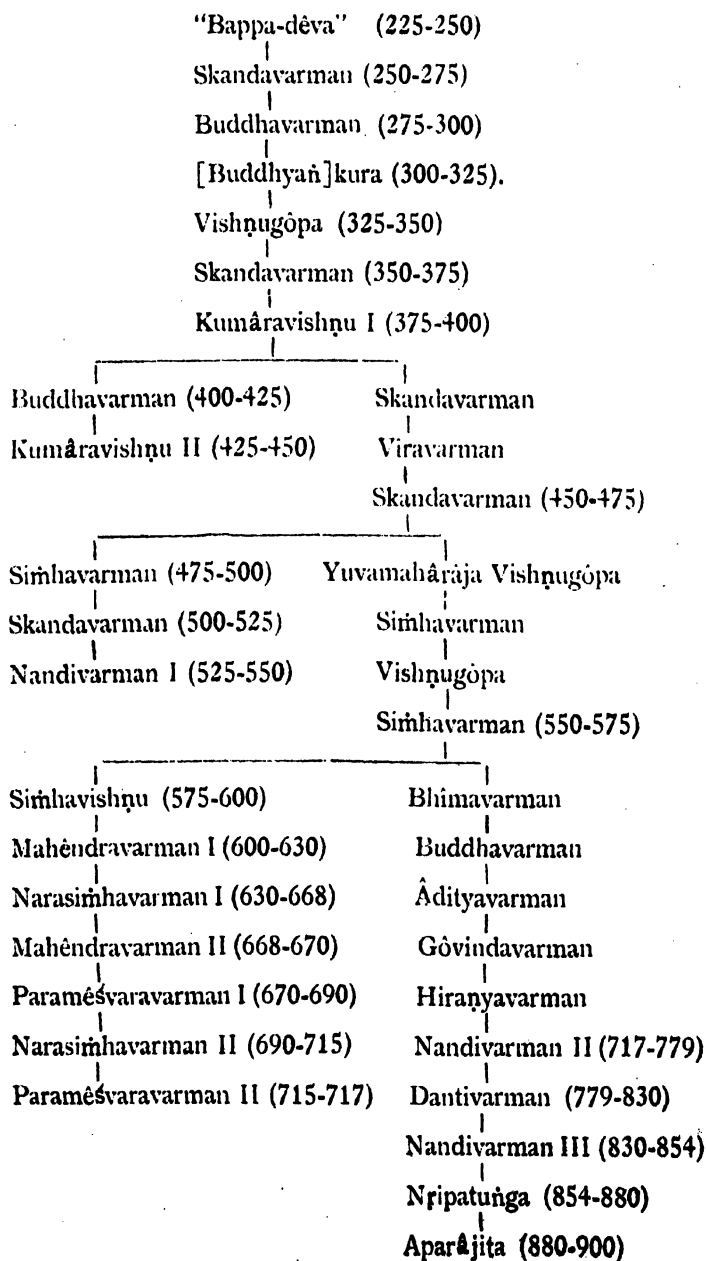 "Bappa-dêva" (225-250)
Skandavarman (250-275)
Buddhavarman (275-300)
[Buddhyaṅ]kura (300-325).
Vishṇugôpa (325-350)
Skandavarman (350-375)
Kumâravishṇu I (375-400)
Buddhavarman (400-425) Skandavarman
Kumâravishṇu II (425-450) Viravarman
Skandavarman (450-475)
Siṁhavarman (475-500) Yuvamahârâja Vishṇugôpa
Skandavarman (500-525) Siṁhavarman
Nandivarman I (525-550) Vishṇugôpa
Siṁhavarman (550-575)
Siṁhavishṇu (575-600) Bhîmavarman
Mahêndravarman I (600-630) Buddhavarman
Narasiṁhavarman I (630-668) Âdityavarman
Mahêndravarman II (668-670) Gôvindavarman
Paramêśvaravarman I (670-690) Hiraṇyavarman
Narasiṁhavarman II (690-715) Nandivarman II (717-779)
Paramêśvaravarman II (715-717) Dantivarman (779-830)
Nandivarman III (830-854)
Nṛipatuṅga (854-880)
Aparâjita (880-900)